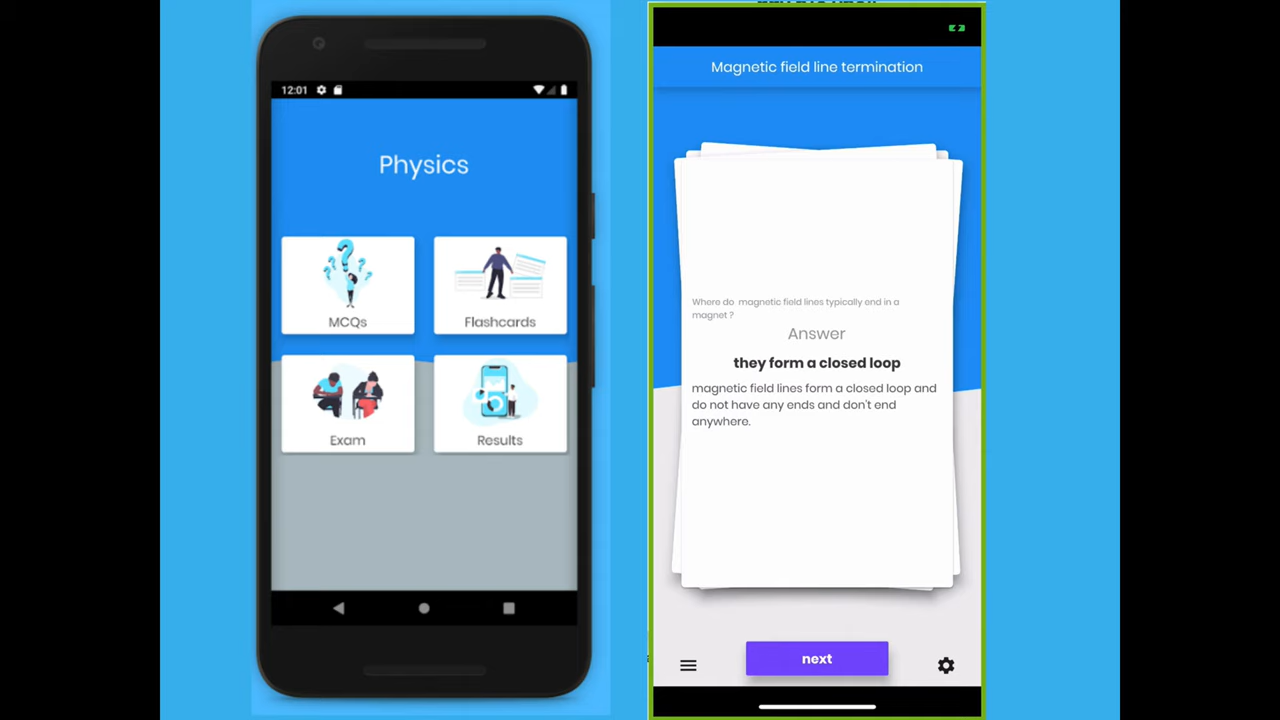 12:01
Physics
MCQs
Flashcards
Exam
Results
Magnetic field line termination
Where do magnetic field lines typically end in a
magnet ?
Answer
they form a closed loop
magnetic field lines form a closed loop and
do not have any ends and don't end
anywhere.
next